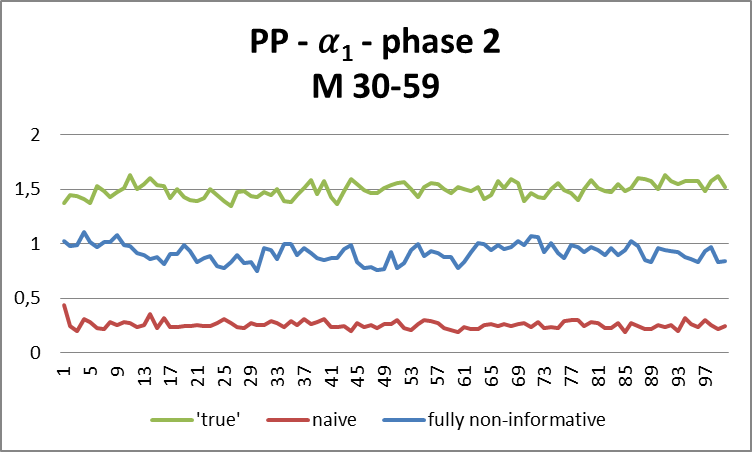 PP - 𝛼₁ - phase 2
M 30-59
2
1,5
1
0,5
0
1 5 9 13 17 21 25 29 33 37 41 45 49 53 57 61 65 69 73 77 81 85 89 93 97
'true' naive fully non-informative